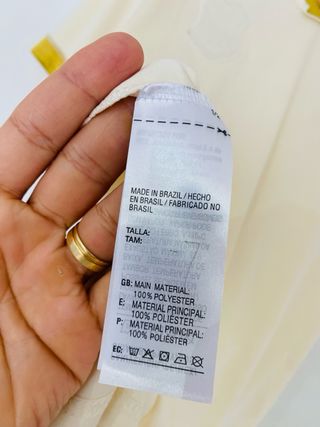 MADE IN BRAZIL / HECHO
EN BRASIL / FABRICADO NO
BRASIL
TALLA:
TAM:
GB: MAIN MATERIAL:
100% POLYESTER
E: MATERIAL PRINCIPAL:
100% POLIÉSTER
P: MATERIAL PRINCIPAL:
100% POLIÉSTER
EC: